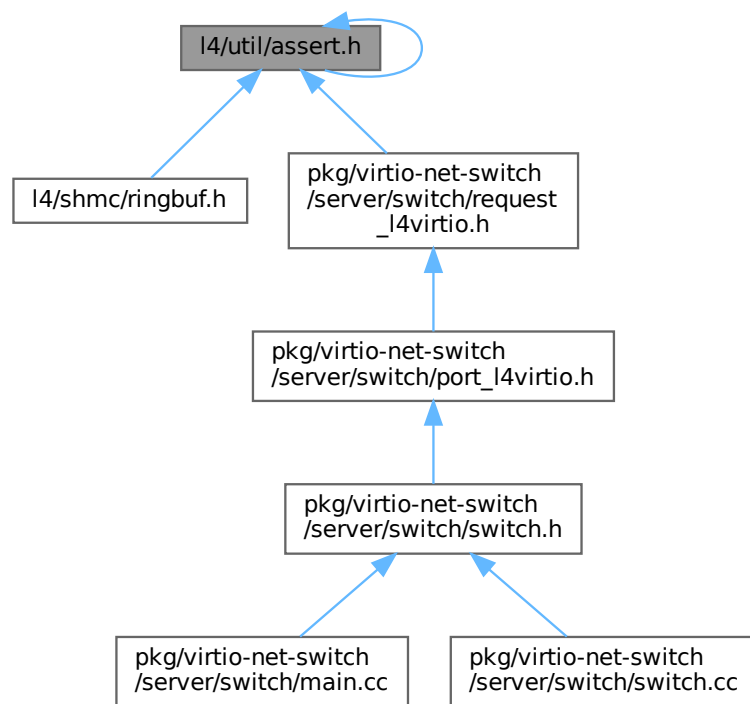 l4/util/assert.h
l4/shmc/ringbuf.h
pkg/virtio-net-switch
/server/switch/request
_l4virtio.h
pkg/virtio-net-switch
/server/switch/port_l4virtio.h
pkg/virtio-net-switch
/server/switch/switch.h
pkg/virtio-net-switch
/server/switch/main.cc
pkg/virtio-net-switch
/server/switch/switch.cc